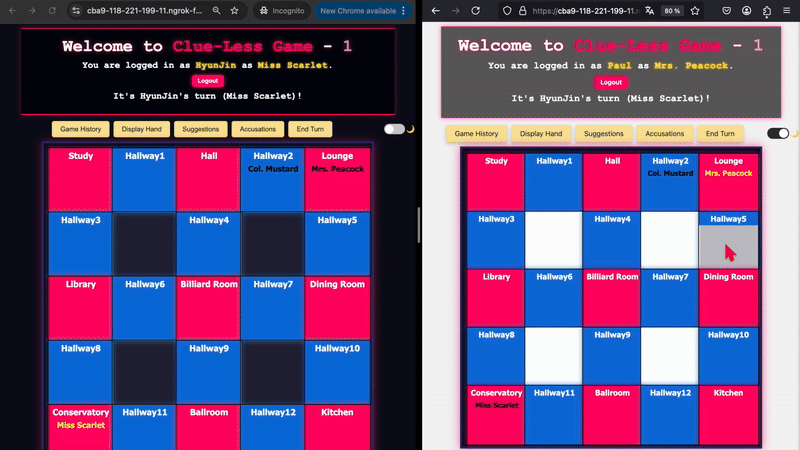 cba9-118-221-199-11.ngrok-f...
Incognito
New Chrome available
Welcome to Clue-Less Game - 1
You are logged in as HyunJin as Miss Scarlet.
Logout
It's HyunJin's turn (Miss Scarlet)!
Game History Display Hand Suggestions Accusations End Turn
Study Hallway1 Hall Hallway2 Lounge
Col. Mustard Mrs. Peacock
Hallway3 Hallway4 Hallway5
Library Hallway6 Billiard Room Hallway7 Dining Room
Hallway8 Hallway9 Hallway10
Conservatory Hallway11 Ballroom Hallway12 Kitchen
Miss Scarlet
https://cba9-118-221-199-11.n
80 %
Welcome to Clue-Less Game - 1
You are logged in as Paul as Mrs. Peacock.
Logout
It's HyunJin's turn (Miss Scarlet)!
Game History Display Hand Suggestions Accusations End Turn
Study Hallway1 Hall Hallway2 Lounge
Col. Mustard Mrs. Peacock
Hallway3 Hallway4 Hallway5
Library Hallway6 Billiard Room Hallway7 Dining Room
Hallway8 Hallway9 Hallway10
Conservatory Hallway11 Ballroom Hallway12 Kitchen
Miss Scarlet